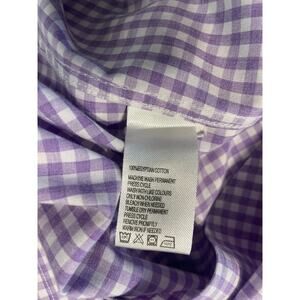 100%EGYPTIAN COTTON
MACHINE WASH PERMANENT
PRESS CYCLE
WASH WITH LIKE COLOURS
ONLY NON-CHLORINE
BLEACH WHEN NEEDED
TUMBLE DRY PERMANENT
PRESS CYCLE
REMOVE PROMPTLY
WARM IRON IF NEEDED